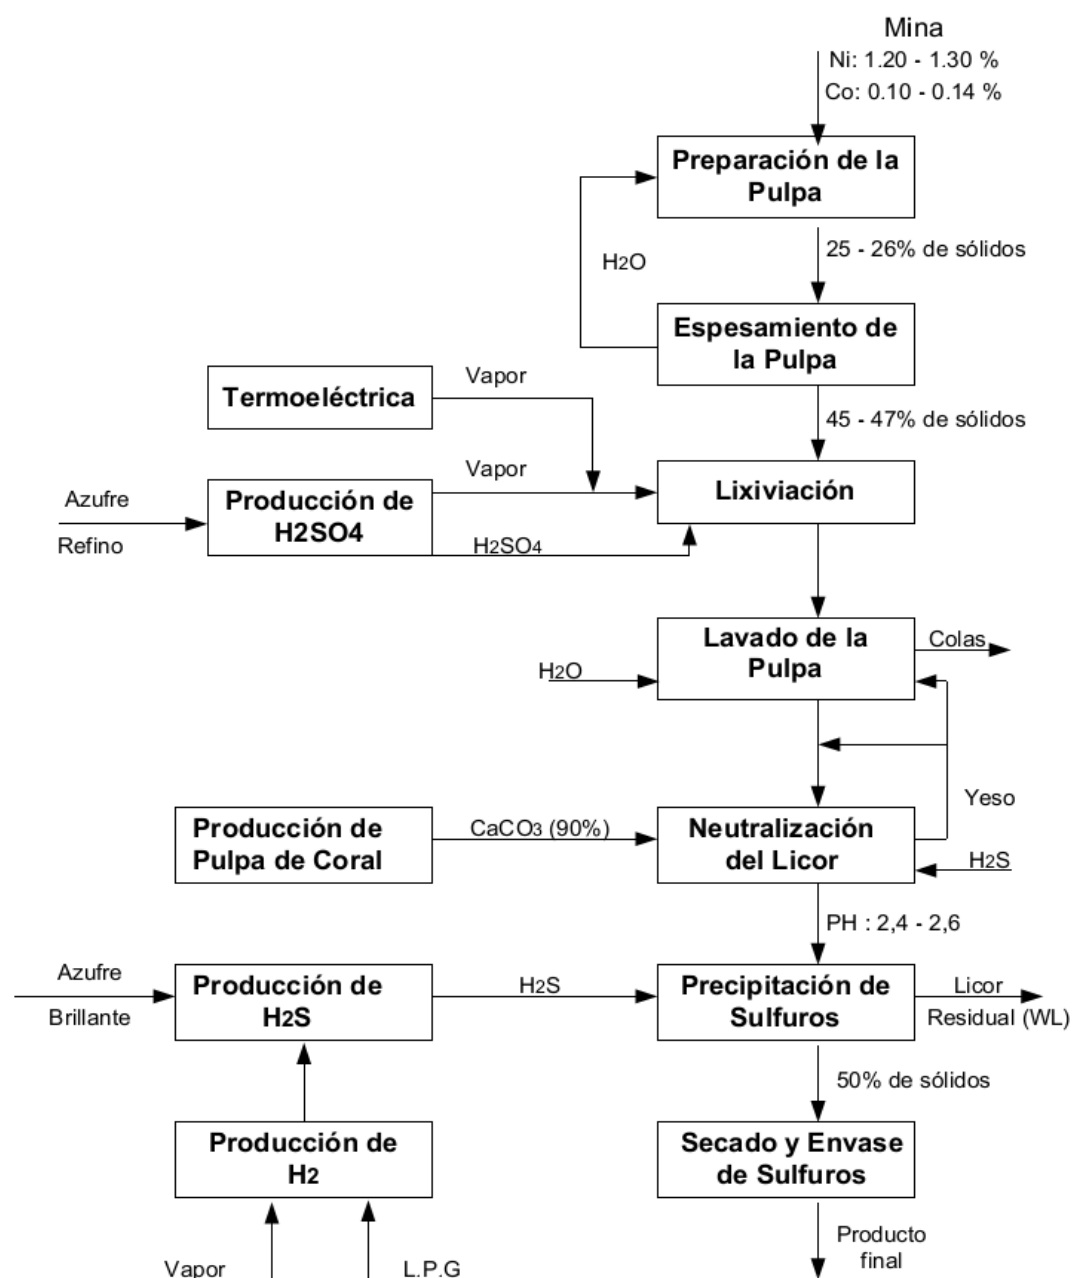 Mina
Ni: 1.20 - 1.30 %
Co: 0.10 - 0.14 %
Preparación de la
Pulpa
25 - 26% de sólidos
H2O
Espesamiento de
la Pulpa
Vapor
Termoeléctrica
45 - 47% de sólidos
Vapor
Lixiviación
Azufre
Refino
Producción de
H2SO4
H2SO4
Lavado de la
Pulpa
Colas
H2O
Yeso
Producción de
Pulpa de Coral
CaCO3 (90%)
Neutralización
del Licor
H2S
PH : 2,4 - 2,6
Azufre
Brillante
Producción de
H2S
H2S
Precipitación de
Sulfuros
Licor
Residual (WL)
50% de sólidos
Producción de
H2
Secado y Envase
de Sulfuros
Producto
final
Vapor
L.P.G